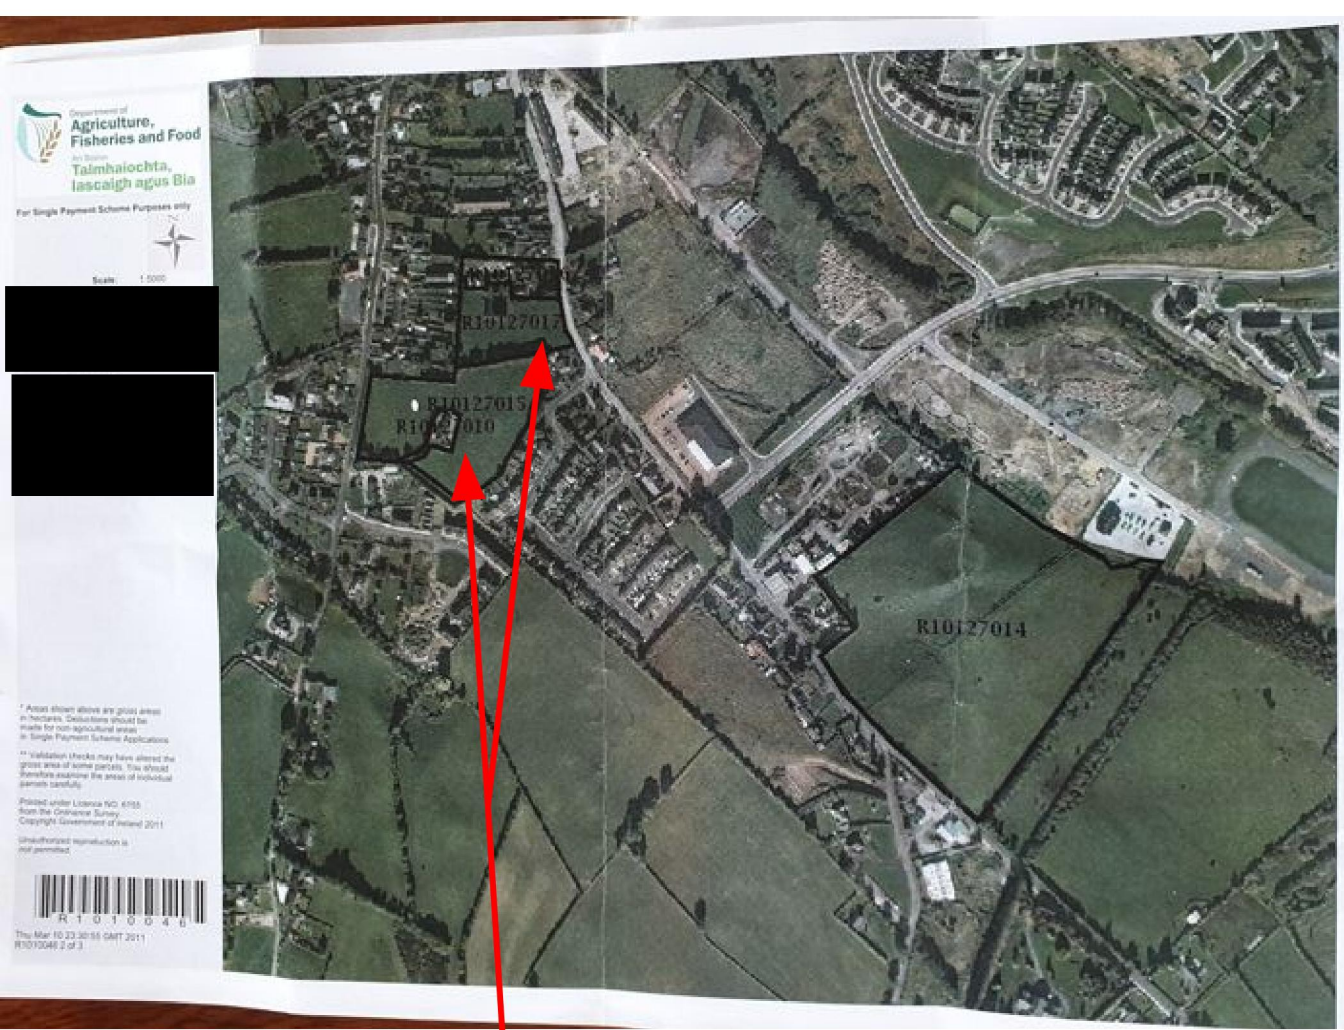 Department of
Agriculture,
Fisheries and Food
An Roinn
Talmhaíochta,
Iascaigh agus Bia
For Single Payment Scheme Purposes only
N
Scale: 1:5000
R10127017
R10127015
R10127010
R10127014
* Areas shown above are gross areas
in hectares. Deductions should be
made for non-agricultural areas
in Single Payment Scheme Applications.
** Validation checks may have altered the
gross area of some parcels. You should
therefore examine the areas of individual
parcels carefully.
Printed under Licence NO. 6155
from the Ordnance Survey.
Copyright Government of Ireland 2011
Unauthorized reproduction is
not permitted.
R1010046
Thu Mar 10 23:30:55 GMT 2011
R1010046 2 of 3